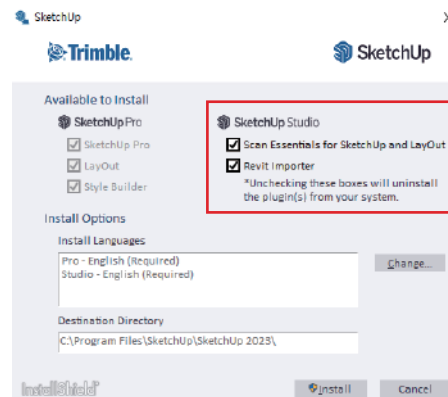 SketchUp
Trimble.
SketchUp
Available to Install
SketchUp Pro
SketchUp Pro
LayOut
Style Builder
SketchUp Studio
Scan Essentials for SketchUp and LayOut
Revit Importer
*Unchecking these boxes will uninstall
the plugin(s) from your system.
Install Options
Install Languages
Pro - English (Required)
Studio - English (Required)
Change...
Destination Directory
C:\Program Files\SketchUp\SketchUp 2023\
InstallShield
Install
Cancel